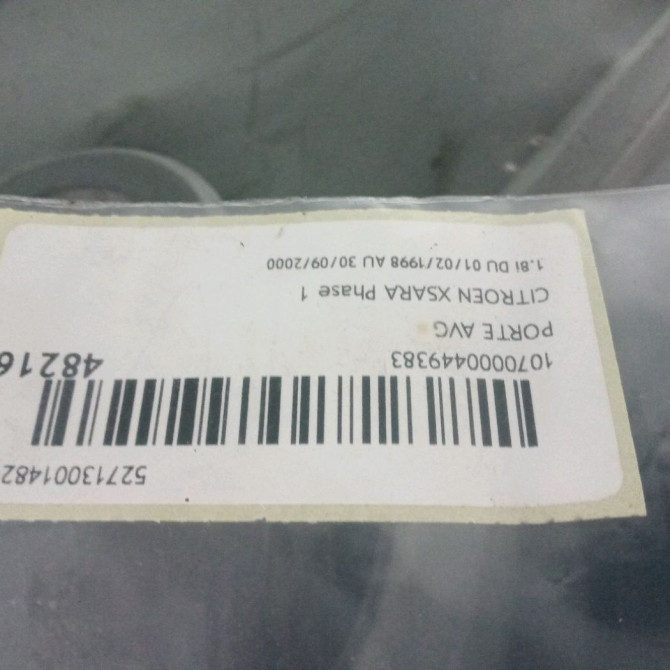 52713001482
1070000449383 48216
PORTE AVG
CITROEN XSARA Phase 1
1.8i DU 01/02/1998 AU 30/09/2000